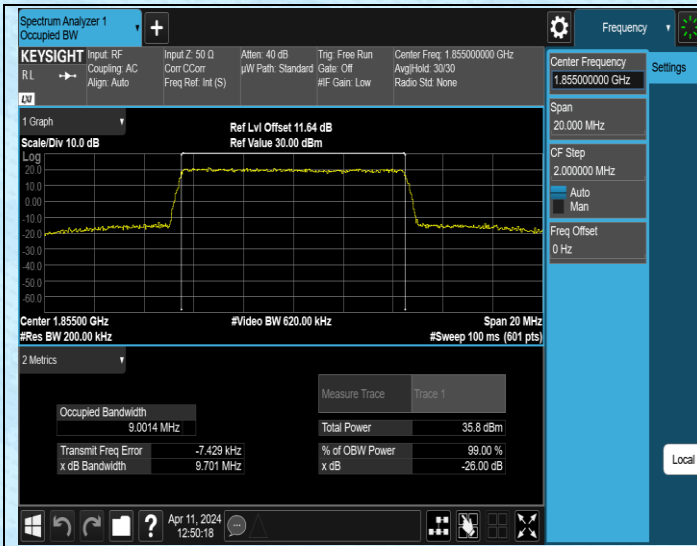 Spectrum Analyzer 1
Occupied BW
Frequency
KEYSIGHT
R L
LXI
Input: RF
Coupling: AC
Align: Auto
Input Z: 50 Ω
Corr CCorr
Freq Ref: Int (S)
Atten: 40 dB
µW Path: Standard
Trig: Free Run
Gate: Off
#IF Gain: Low
Center Freq: 1.855000000 GHz
Avg|Hold: 30/30
Radio Std: None
Center Frequency
1.855000000 GHz
Settings
Span
20.000 MHz
CF Step
2.000000 MHz
Auto
Man
Freq Offset
0 Hz
1 Graph
Scale/Div 10.0 dB
Ref Lvl Offset 11.64 dB
Ref Value 30.00 dBm
Log
20.0
10.0
0.00
-10.0
-20.0
-30.0
-40.0
-50.0
-60.0
Center 1.85500 GHz
#Res BW 200.00 kHz
#Video BW 620.00 kHz
Span 20 MHz
#Sweep 100 ms (601 pts)
2 Metrics
Measure Trace
Trace 1
Occupied Bandwidth
9.0014 MHz
Total Power
35.8 dBm
Transmit Freq Error
-7.429 kHz
% of OBW Power
99.00 %
x dB Bandwidth
9.701 MHz
x dB
-26.00 dB
Local
?
Apr 11, 2024
12:50:18